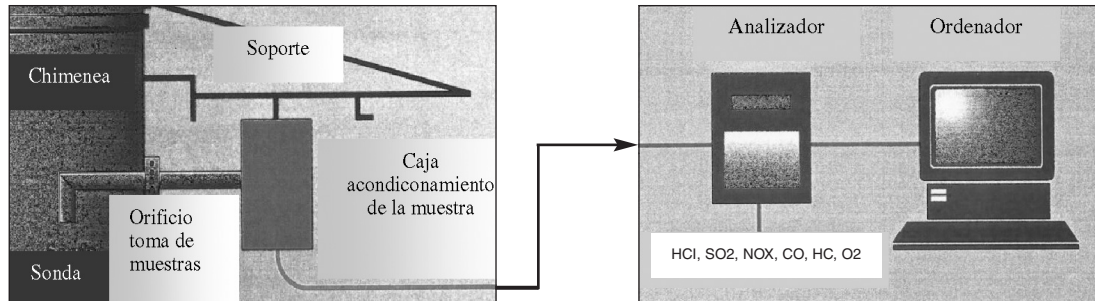 Soporte
Chimenea
Caja
acondiconamiento
de la muestra
Orificio
toma de
muestras
Sonda
Analizador
Ordenador
HCI, SO2, NOX, CO, HC, O2